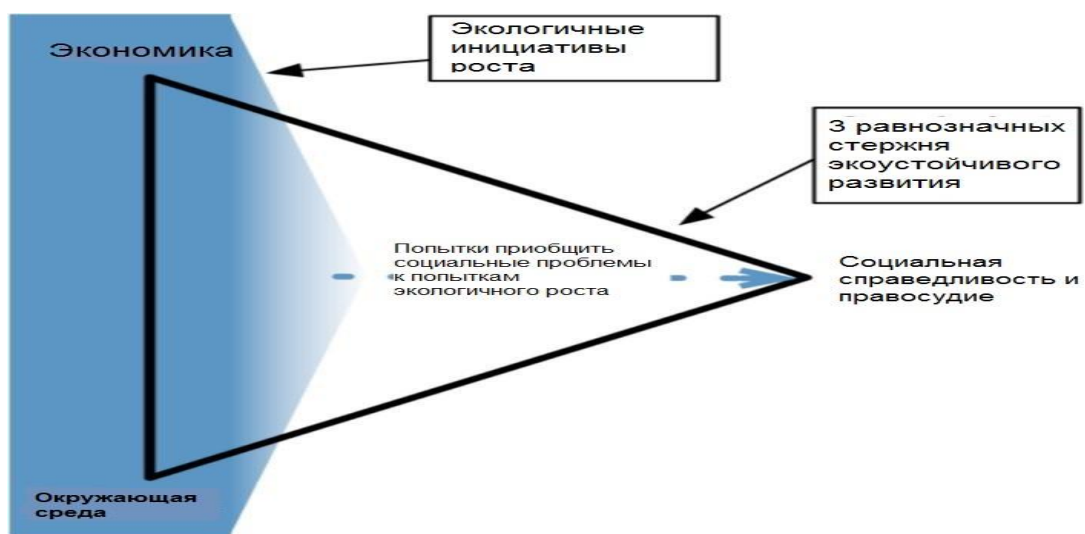 Экономика
Экологичные
инициативы
роста
3 равнозначных
стержня
экоустойчивого
развития
Попытки приобщить
социальные проблемы
к попыткам
экологичного роста
Социальная
справедливость и
правосудие
Окружающая
среда